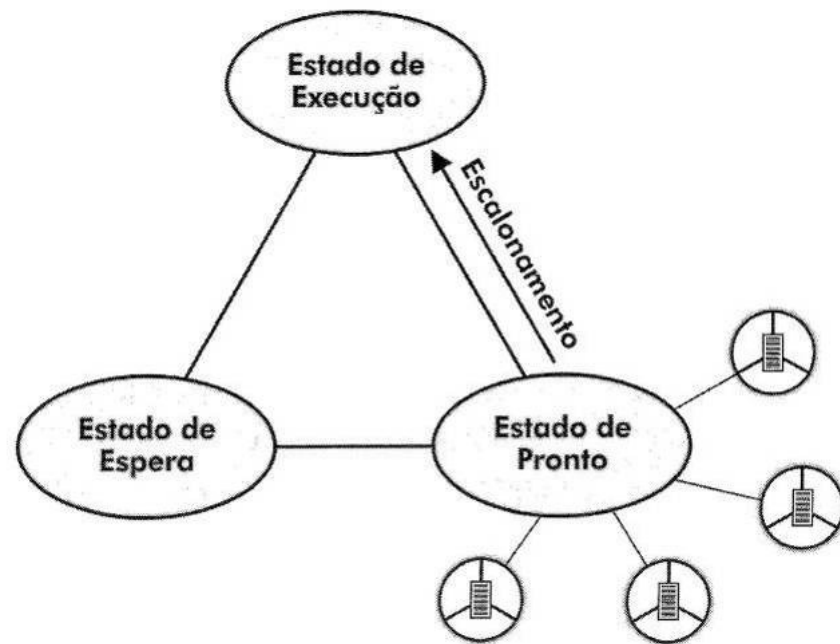 Estado de
Execução
Escalonamento
Estado de
Espera
Estado de
Pronto